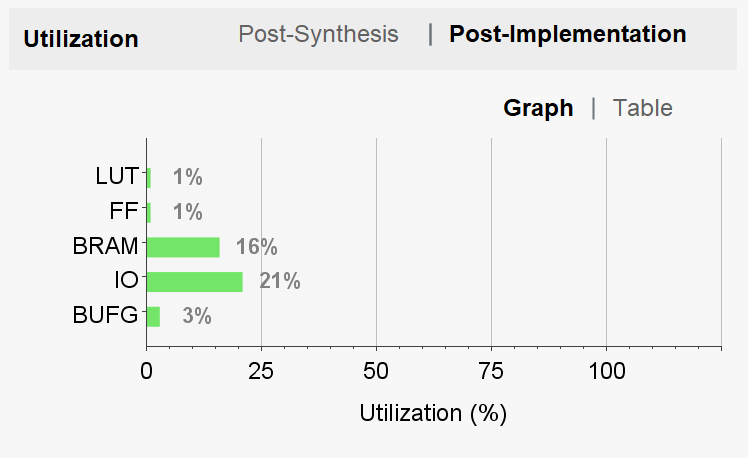 Utilization Post-Synthesis | Post-Implementation
Graph | Table
LUT 1%
FF 1%
BRAM 16%
IO 21%
BUFG 3%
0 25 50 75 100
Utilization (%)